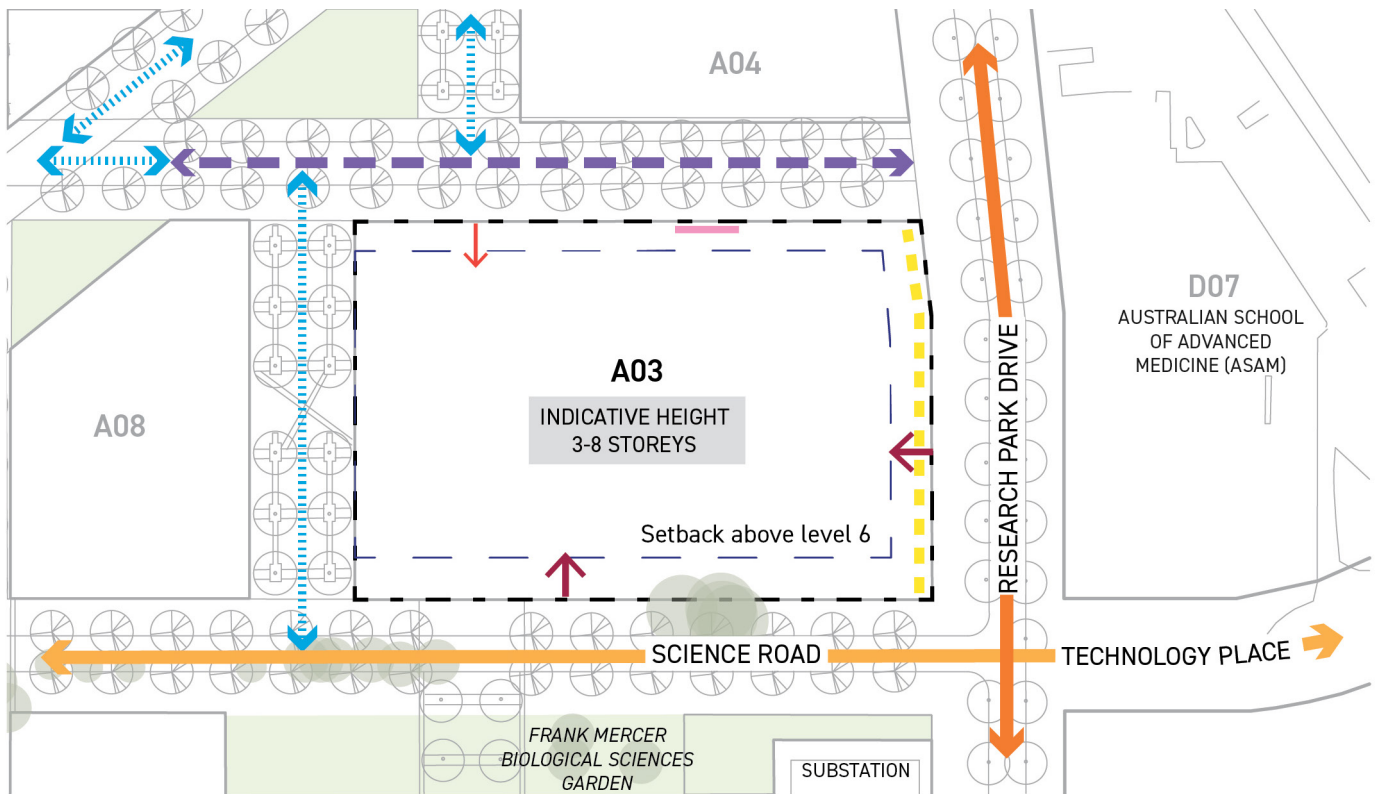 A04
D07
AUSTRALIAN SCHOOL
OF ADVANCED
MEDICINE (ASAM)
A03
INDICATIVE HEIGHT
3-8 STOREYS
A08
RESEARCH PARK DRIVE
Setback above level 6
SCIENCE ROAD
TECHNOLOGY PLACE
FRANK MERCER
BIOLOGICAL SCIENCES
GARDEN
SUBSTATION